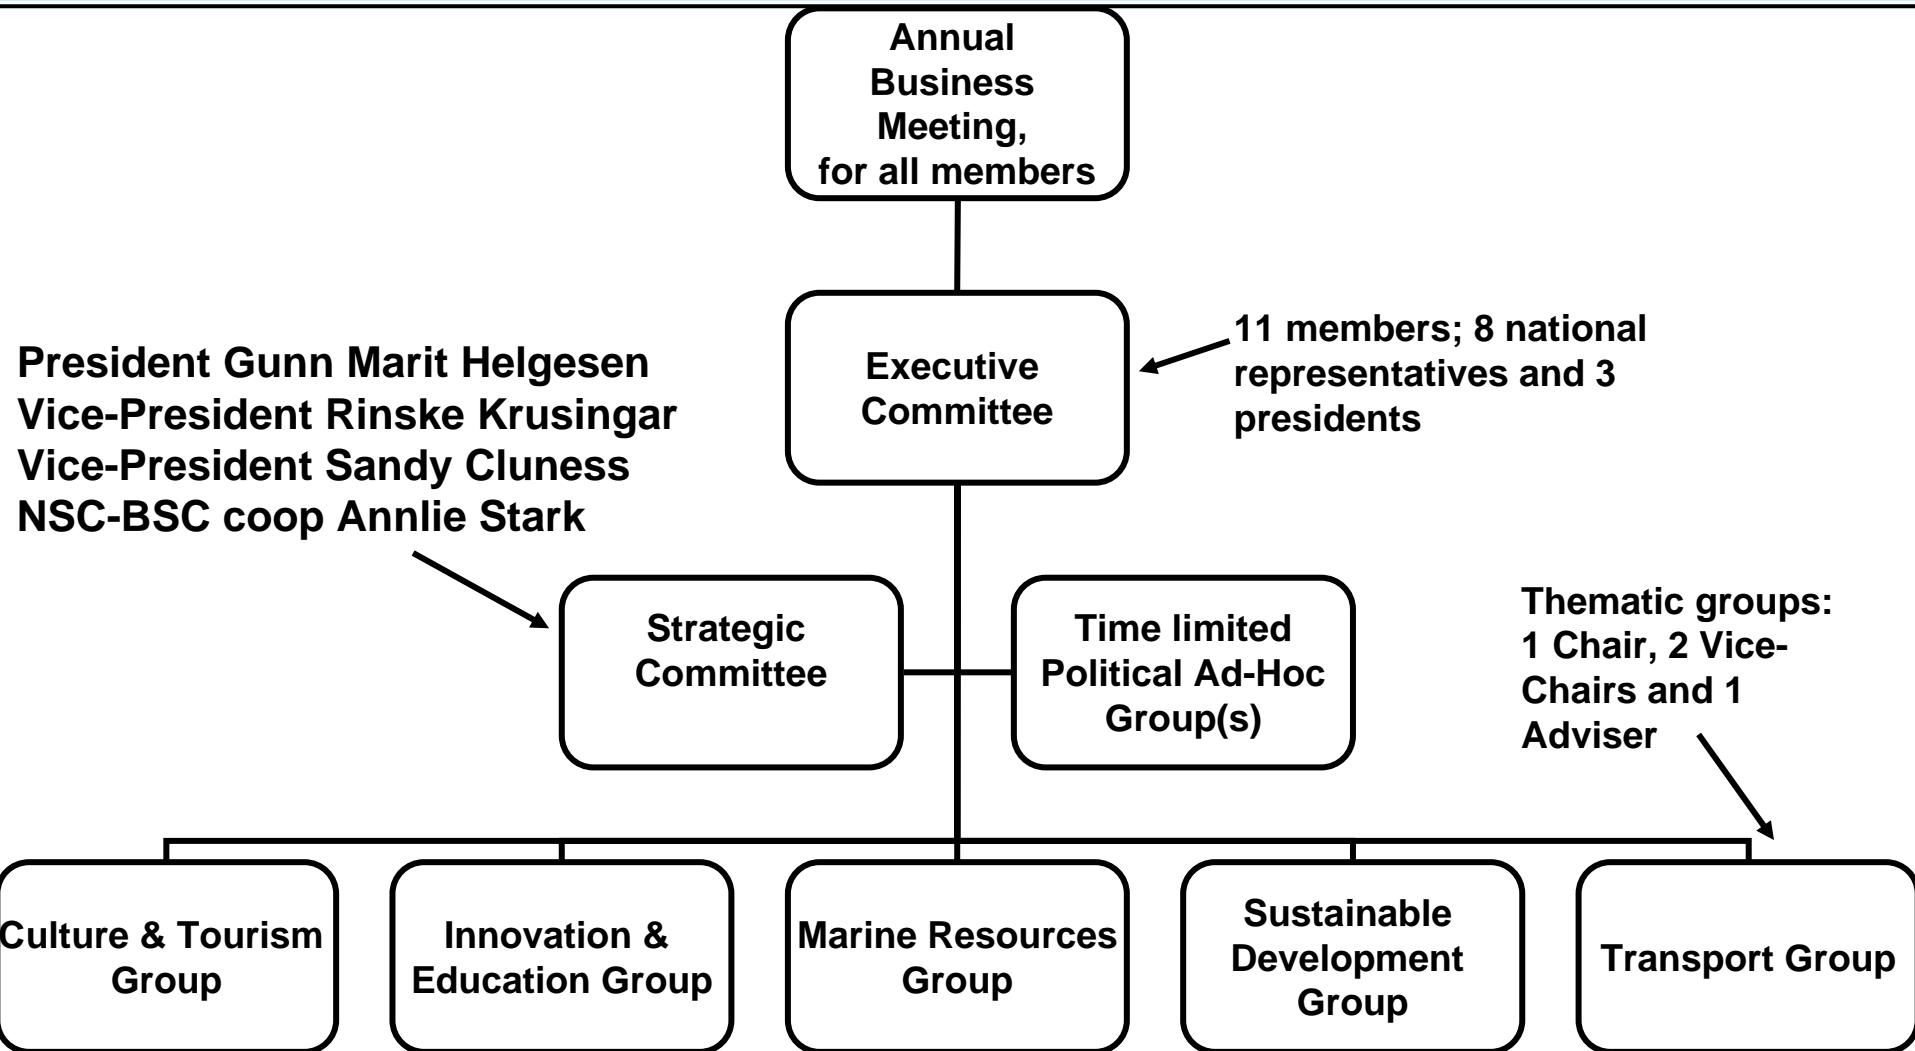 Annual
Business
Meeting,
for all members
Executive
Committee
11 members; 8 national
representatives and 3
presidents
President Gunn Marit Helgesen
Vice-President Rinske Krusingar
Vice-President Sandy Cluness
NSC-BSC coop Annlie Stark
Strategic
Committee
Time limited
Political Ad-Hoc
Group(s)
Thematic groups:
1 Chair, 2 Vice-
Chairs and 1
Adviser
Culture & Tourism
Group
Innovation &
Education Group
Marine Resources
Group
Sustainable
Development
Group
Transport Group